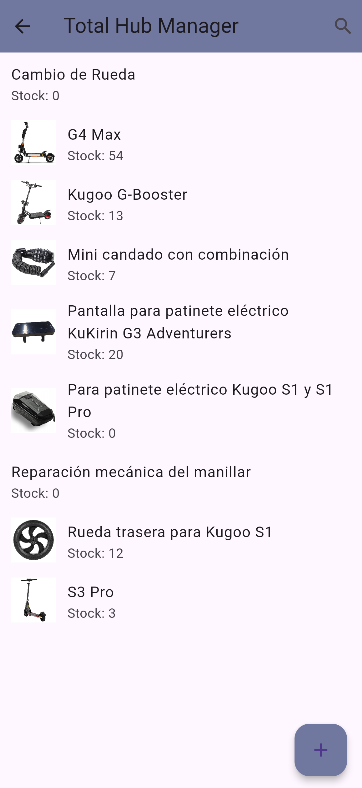 Total Hub Manager
Cambio de Rueda
Stock: 0
G4 Max
Stock: 54
Kugoo G-Booster
Stock: 13
Mini candado con combinación
Stock: 7
Pantalla para patinete eléctrico
KuKirin G3 Adventurers
Stock: 20
Para patinete eléctrico Kugoo S1 y S1
Pro
Stock: 0
Reparación mecánica del manillar
Stock: 0
Rueda trasera para Kugoo S1
Stock: 12
S3 Pro
Stock: 3